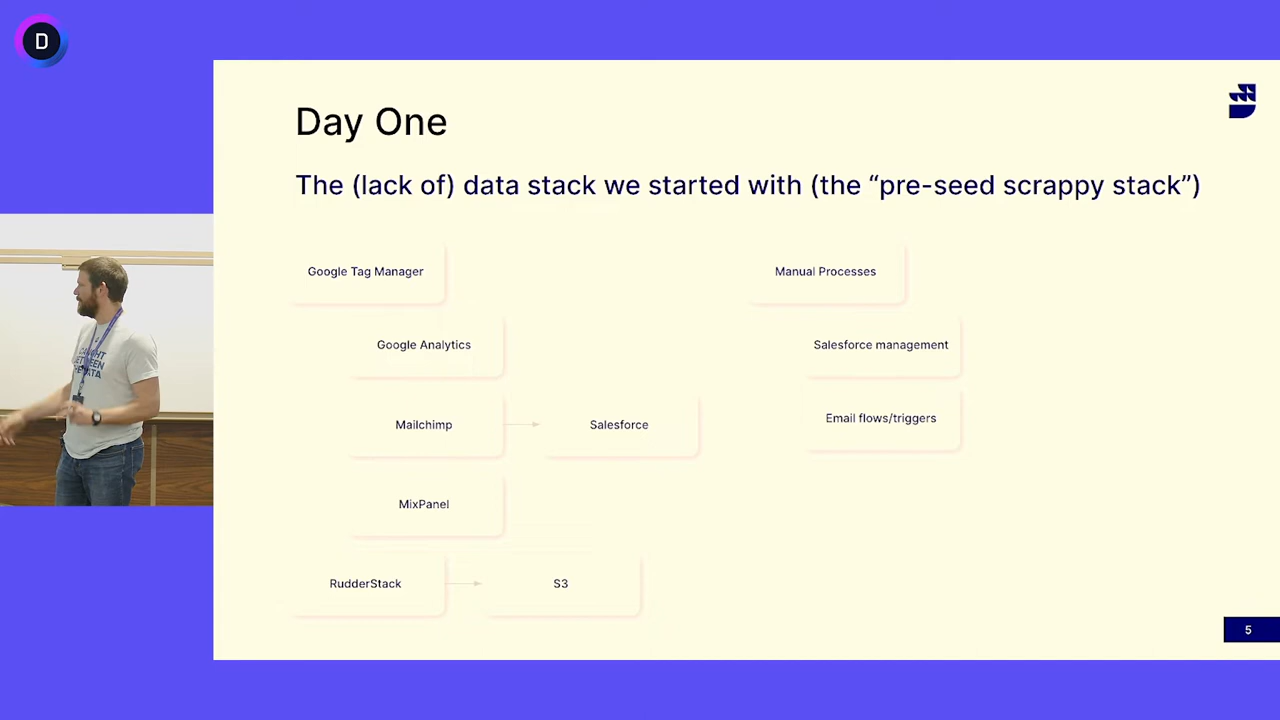 D
Day One
The (lack of) data stack we started with (the “pre-seed scrappy stack”)
Google Tag Manager
Google Analytics
Mailchimp
Salesforce
MixPanel
RudderStack
S3
Manual Processes
Salesforce management
Email flows/triggers
5